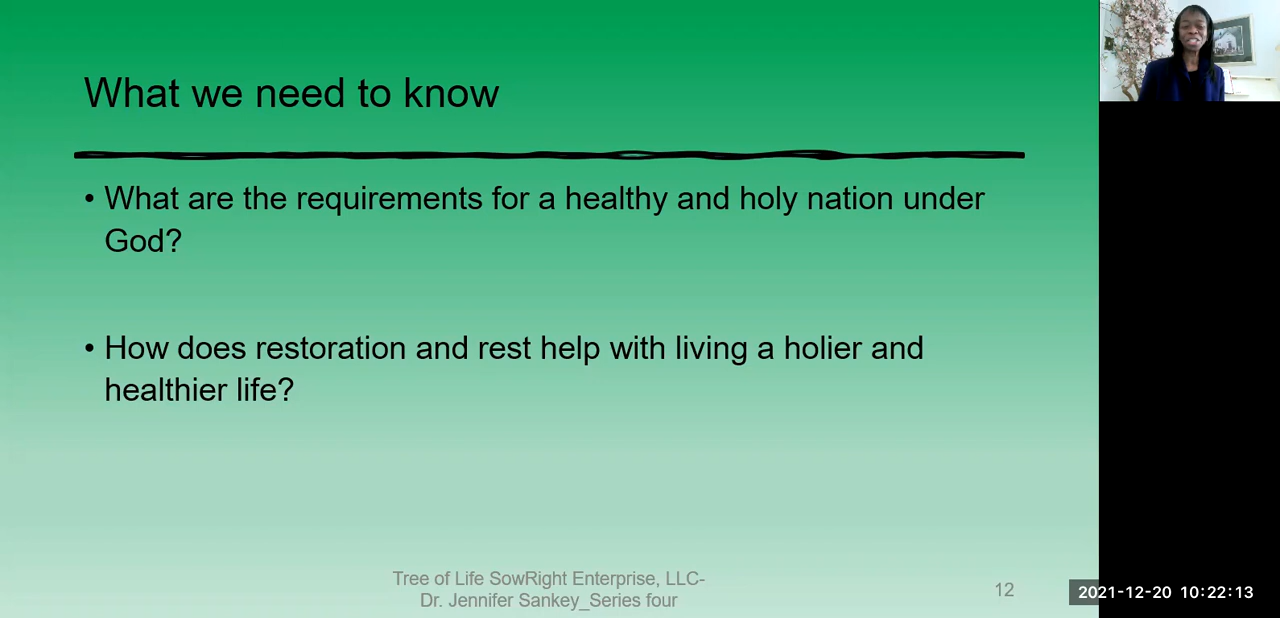 What we need to know
• What are the requirements for a healthy and holy nation under
God?
• How does restoration and rest help with living a holier and
healthier life?
Tree of Life SowRight Enterprise, LLC-
Dr. Jennifer Sankey_Series four
12
2021-12-20 10:22:13